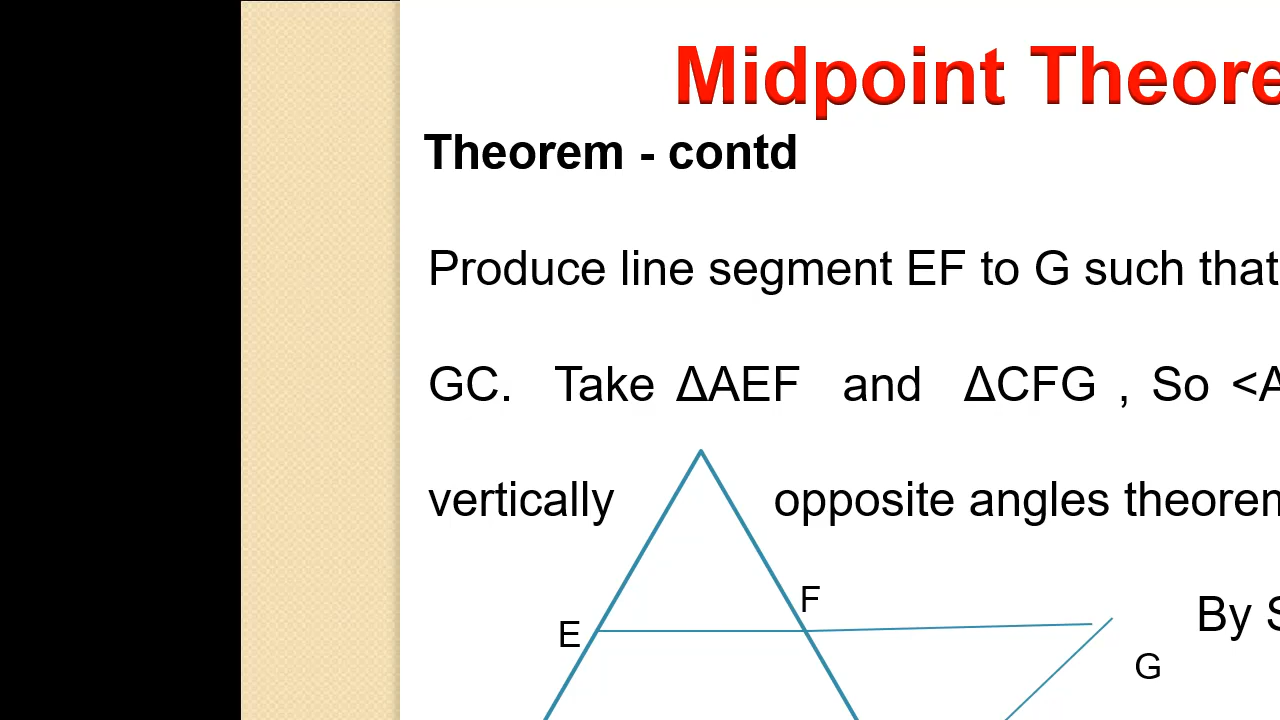 Midpoint Theore
Theorem - contd
Produce line segment EF to G such that
GC. Take ΔAEF and ΔCFG , So <A
vertically opposite angles theorem
F
E
By S
G